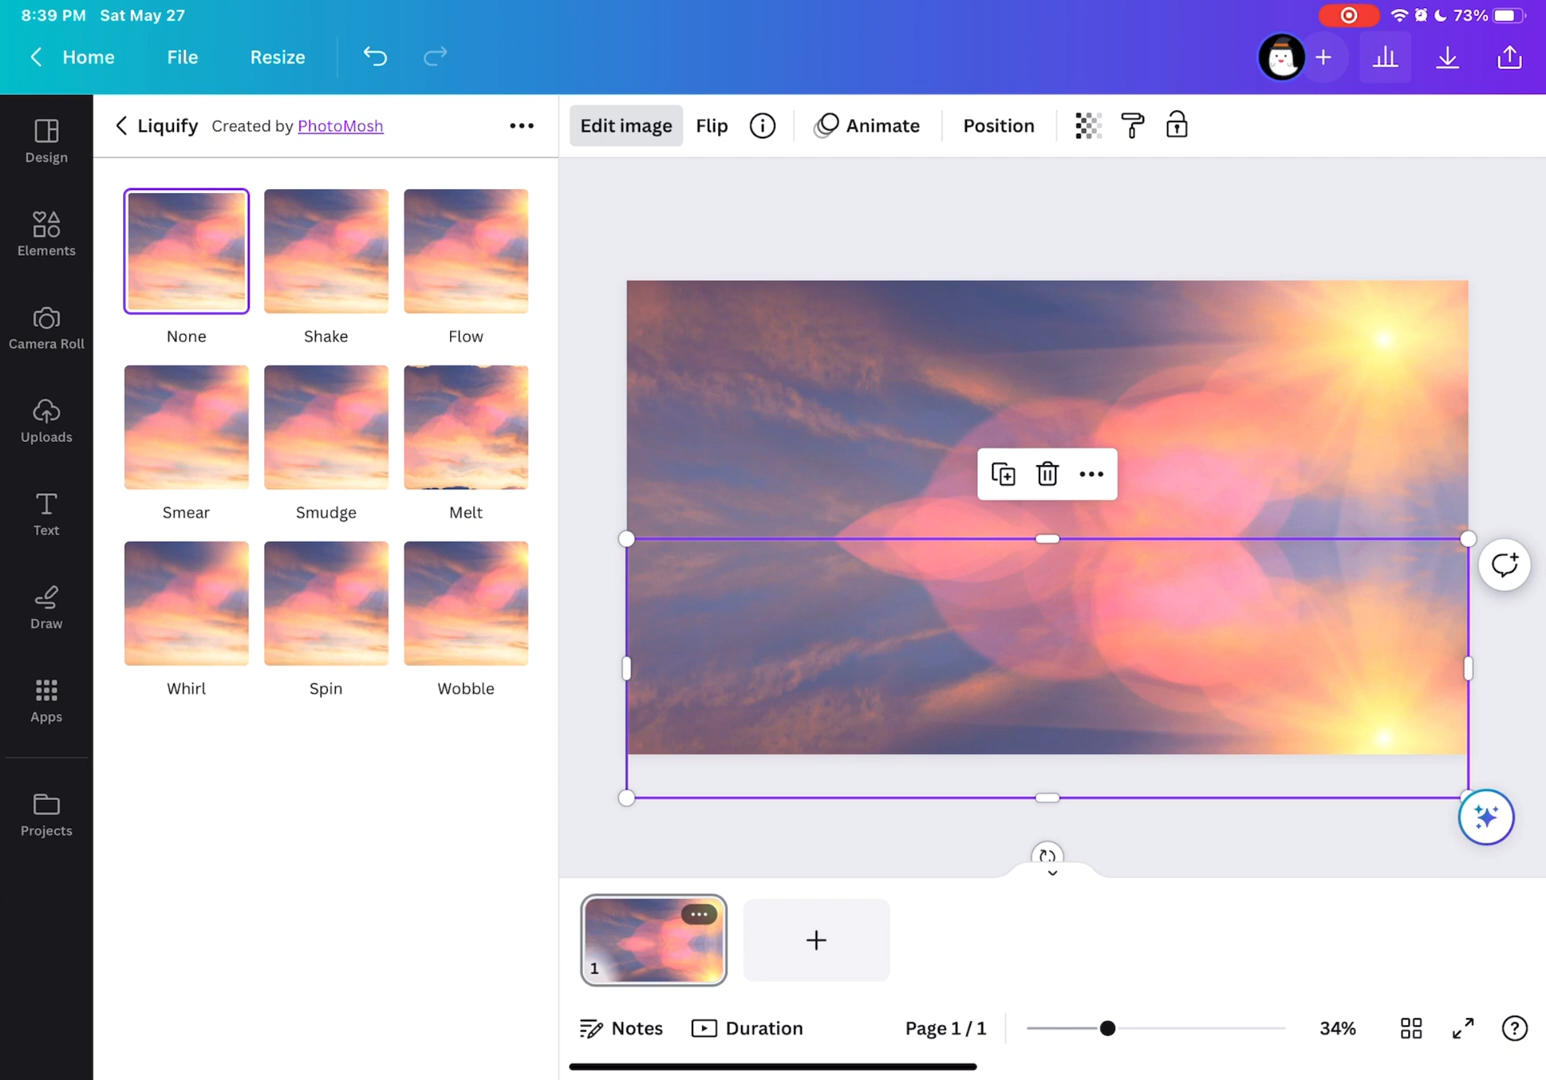 8:39 PM Sat May 27
73%
Home File Resize
Design
Elements
Camera Roll
Uploads
Text
Draw
Apps
Projects
Liquify Created by PhotoMosh
None Shake Flow
Smear Smudge Melt
Whirl Spin Wobble
Edit image Flip Animate Position
1
Notes Duration Page 1 / 1 34%